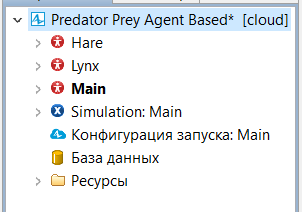 Predator Prey Agent Based* [cloud]
Hare
Lynx
Main
Simulation: Main
Конфигурация запуска: Main
База данных
Ресурсы